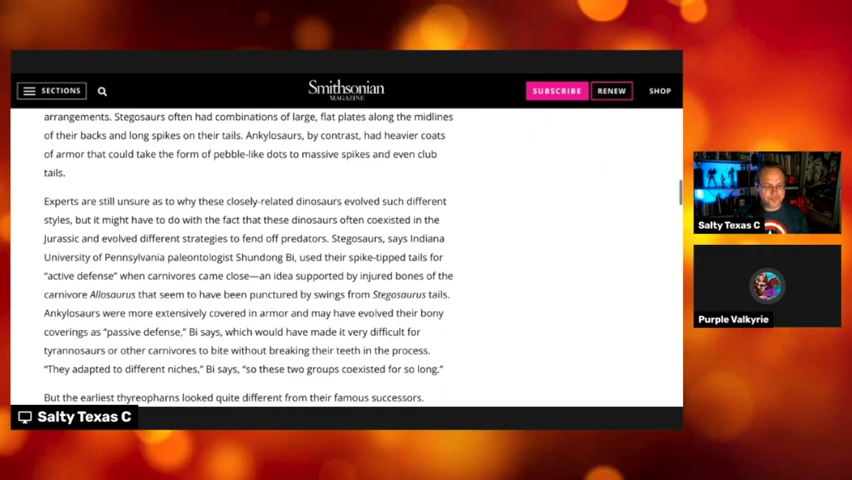 SECTIONS
Smithsonian
MAGAZINE
SUBSCRIBE
RENEW
SHOP
arrangements. Stegosaurs often had combinations of large, flat plates along the midlines
of their backs and long spikes on their tails. Ankylosaurs, by contrast, had heavier coats
of armor that could take the form of pebble-like dots to massive spikes and even club
tails.
Experts are still unsure as to why these closely-related dinosaurs evolved such different
styles, but it might have to do with the fact that these dinosaurs often coexisted in the
Jurassic and evolved different strategies to fend off predators. Stegosaurs, says Indiana
University of Pennsylvania paleontologist Shundong Bi, used their spike-tipped tails for
“active defense” when carnivores came close—an idea supported by injured bones of the
carnivore Allosaurus that seem to have been punctured by swings from Stegosaurus tails.
Ankylosaurs were more extensively covered in armor and may have evolved their bony
coverings as “passive defense,” Bi says, which would have made it very difficult for
tyrannosaurs or other carnivores to bite without breaking their teeth in the process.
“They adapted to different niches,” Bi says, “so these two groups coexisted for so long.”
But the earliest thyreopharns looked quite different from their famous successors.
Salty Texas C
Salty Texas C
Purple Valkyrie